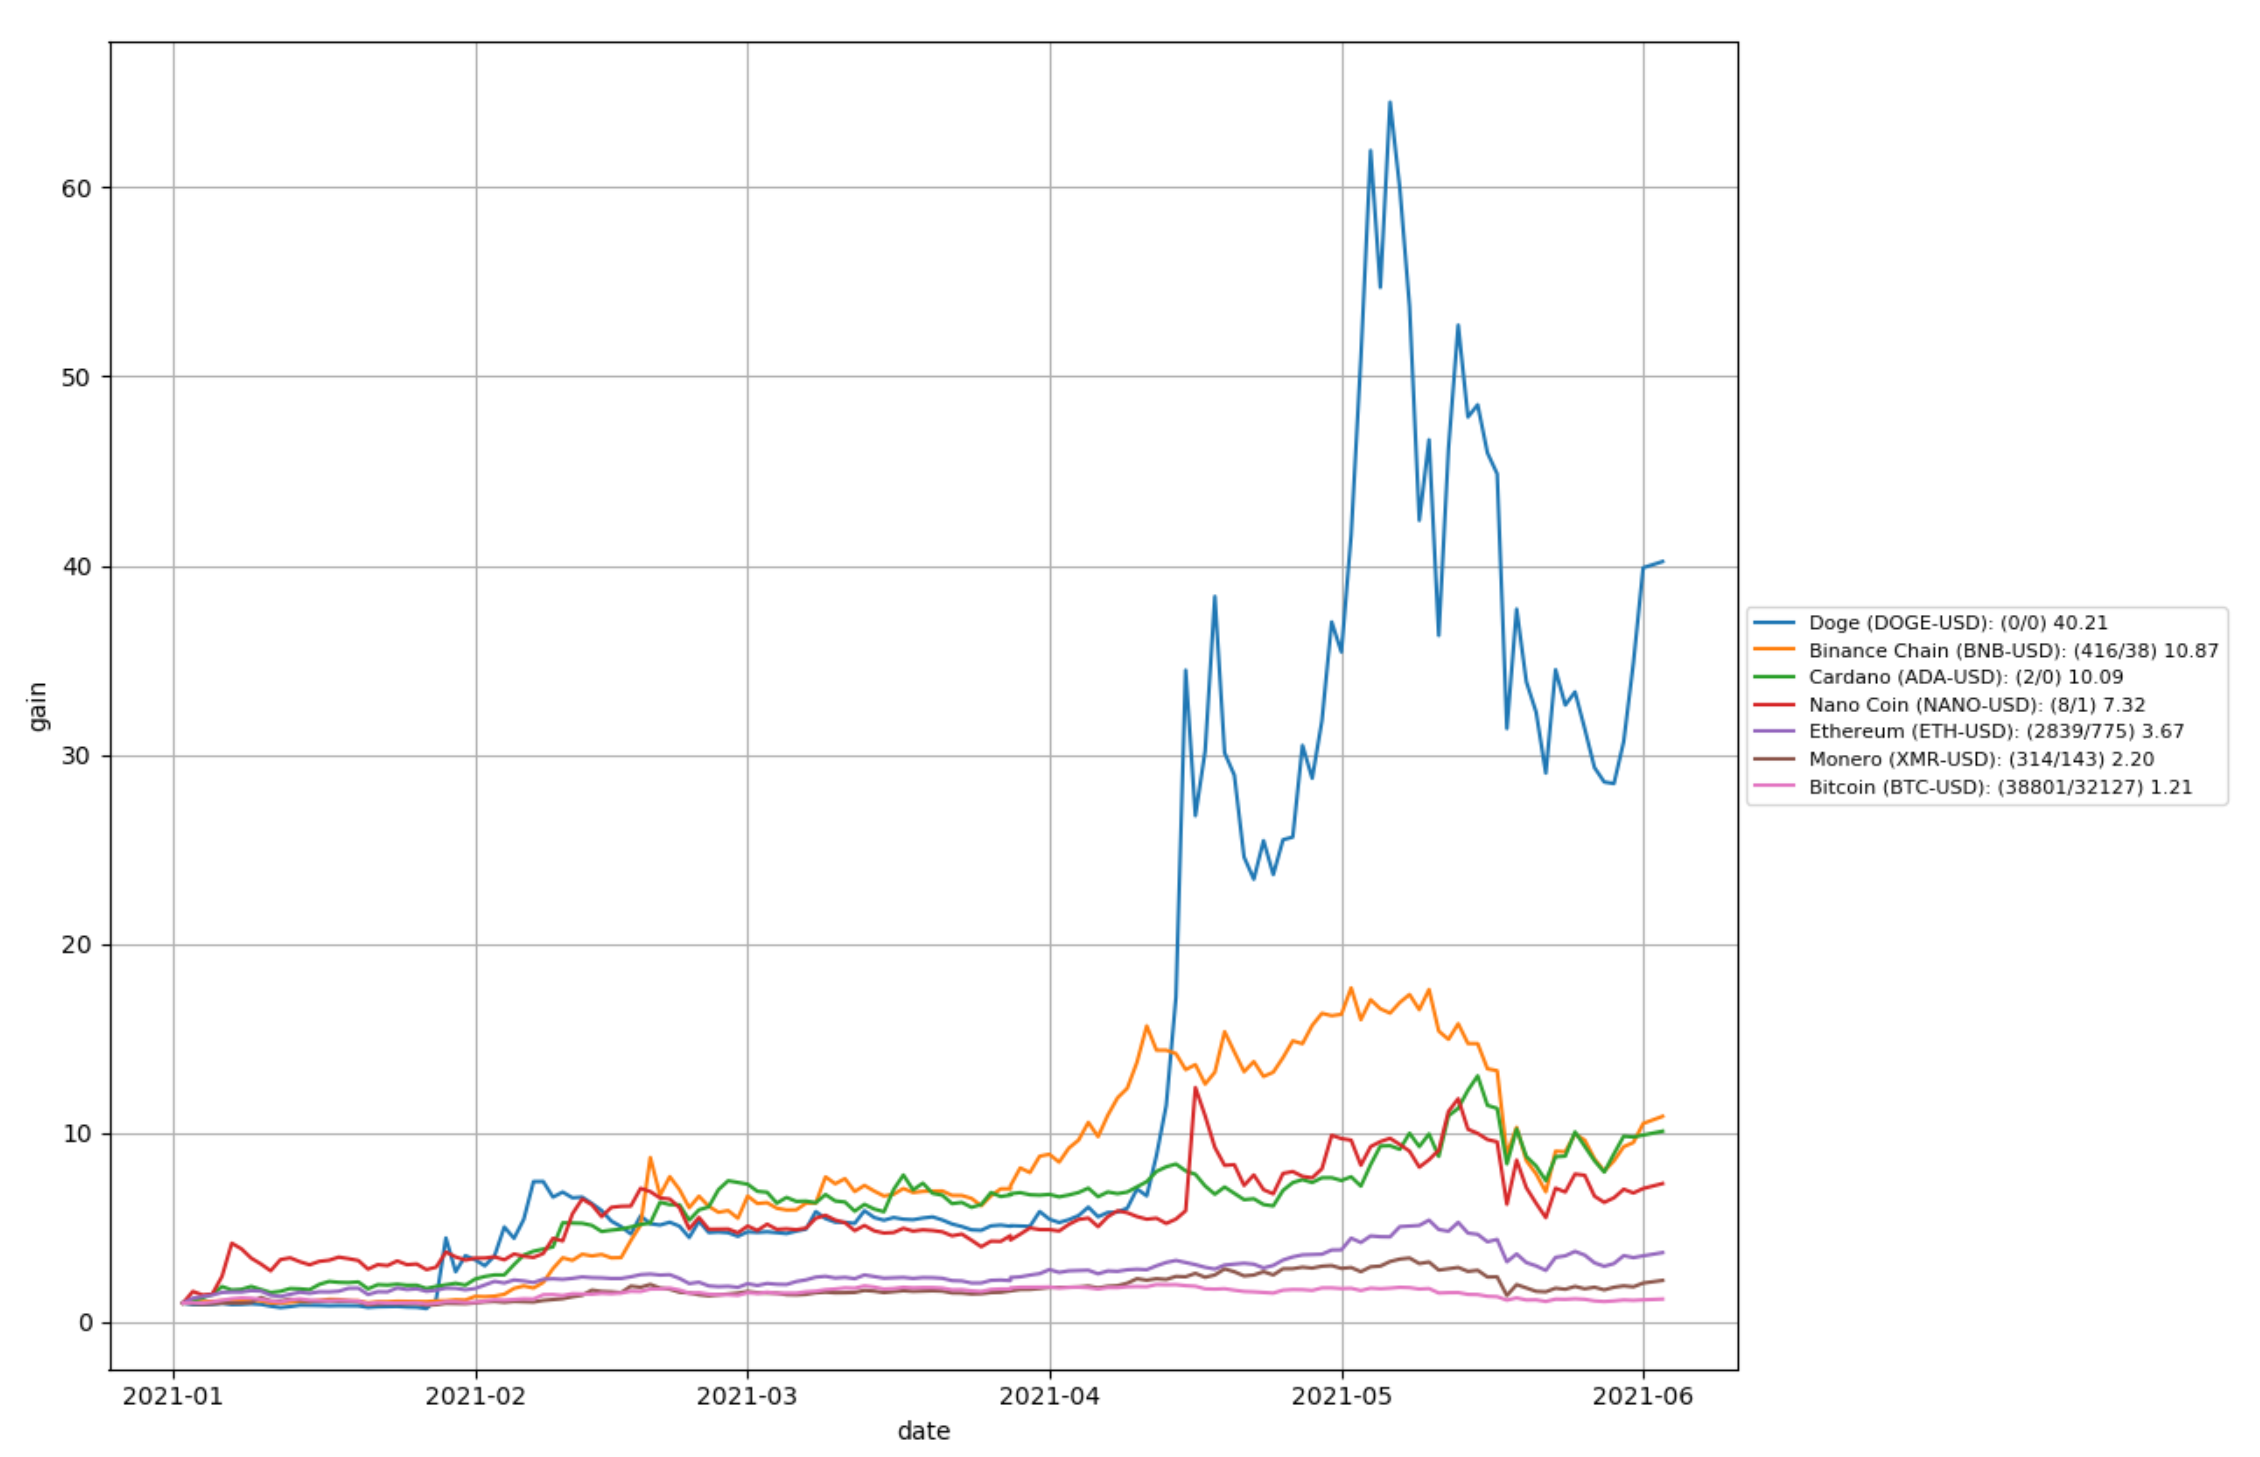 60
50
40
30
20
10
0
gain
2021-01 2021-02 2021-03 2021-04 2021-05 2021-06
date
Doge (DOGE-USD): (0/0) 40.21
Binance Chain (BNB-USD): (416/38) 10.87
Cardano (ADA-USD): (2/0) 10.09
Nano Coin (NANO-USD): (8/1) 7.32
Ethereum (ETH-USD): (2839/775) 3.67
Monero (XMR-USD): (314/143) 2.20
Bitcoin (BTC-USD): (38801/32127) 1.21